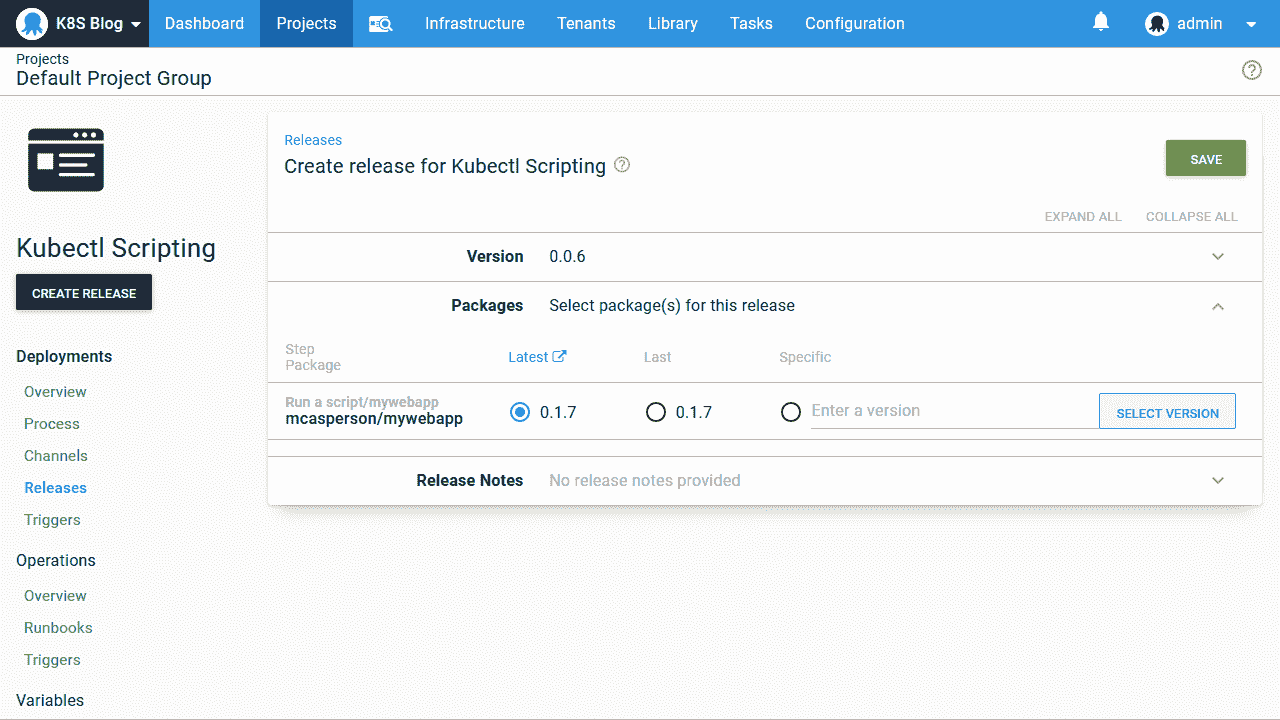 K8S Blog Dashboard Projects Infrastructure Tenants Library Tasks Configuration admin
Projects
Default Project Group
Kubectl Scripting
CREATE RELEASE
Deployments
Overview
Process
Channels
Releases
Triggers
Operations
Overview
Runbooks
Triggers
Variables
Releases
Create release for Kubectl Scripting
SAVE
EXPAND ALL COLLAPSE ALL
Version 0.0.6
Packages Select package(s) for this release
Step
Package
Latest Last Specific
Run a script/mywebapp
mcasperson/mywebapp
0.1.7 0.1.7 Enter a version SELECT VERSION
Release Notes No release notes provided